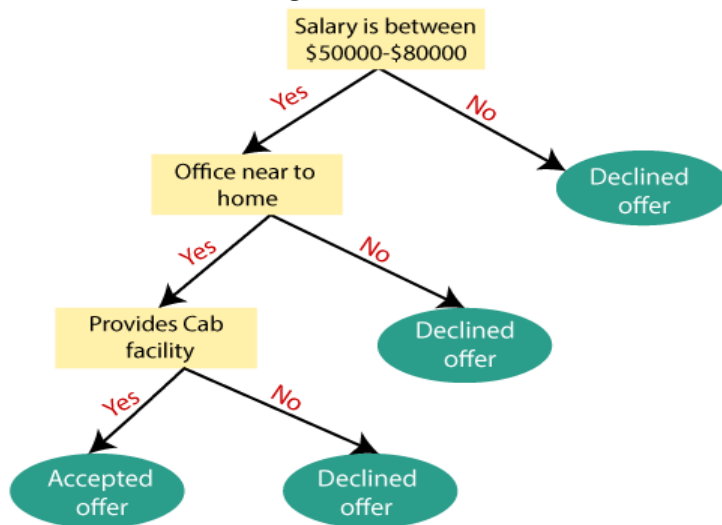 Salary is between
$50000-$80000
Yes
No
Office near to
home
Declined
offer
Yes
No
Provides Cab
facility
Declined
offer
Yes
No
Accepted
offer
Declined
offer